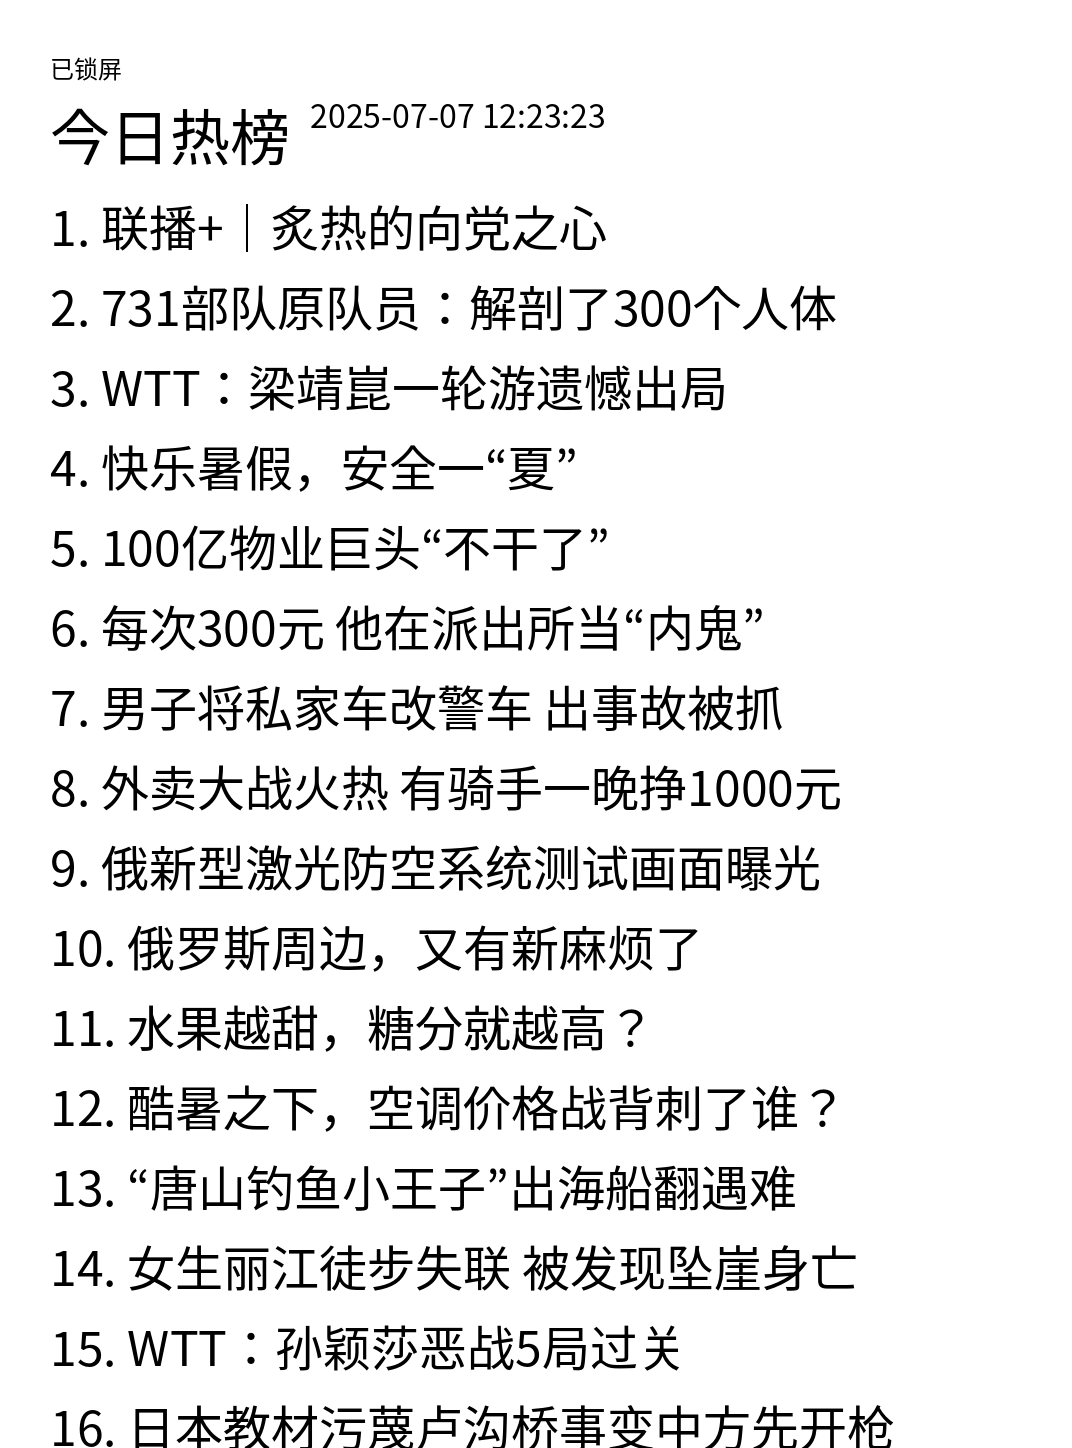 已锁屏
今日热榜 2025-07-07 12:23:23
1. 联播+｜炙热的向党之心
2. 731部队原队员：解剖了300个人体
3. WTT：梁靖崑一轮游遗憾出局
4. 快乐暑假，安全一“夏”
5. 100亿物业巨头“不干了”
6. 每次300元 他在派出所当“内鬼”
7. 男子将私家车改警车 出事故被抓
8. 外卖大战火热 有骑手一晚挣1000元
9. 俄新型激光防空系统测试画面曝光
10. 俄罗斯周边，又有新麻烦了
11. 水果越甜，糖分就越高？
12. 酷暑之下，空调价格战背刺了谁？
13. “唐山钓鱼小王子”出海船翻遇难
14. 女生丽江徒步失联 被发现坠崖身亡
15. WTT：孙颖莎恶战5局过关
16. 日本教材污蔑卢沟桥事变中方先开枪